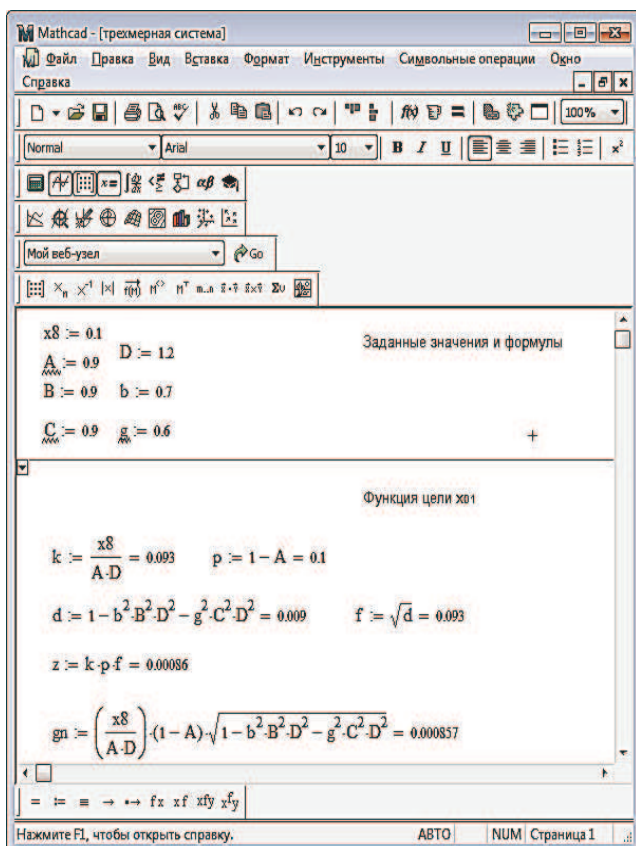 Mathcad - [трехмерная система]
Файл Правка Вид Вставка Формат Инструменты Символьные операции Окно
Справка
100%
Normal Arial 10 B I U
αβ
Мой веб-узел Go
x8 := 0.1
A := 0.9 D := 1.2
B := 0.9 b := 0.7
C := 0.9 g := 0.6
Заданные значения и формулы
Функция цели x01
k := x8/(A·D) = 0.093 p := 1 − A = 0.1
d := 1 − b²·B²·D² − g²·C²·D² = 0.009 f := √d = 0.093
z := k·p·f = 0.00086
gn := (x8/(A·D))·(1 − A)·√(1 − b²·B²·D² − g²·C²·D²) = 0.000857
= := ≡ → •→ fx xf xfy xfy
Нажмите F1, чтобы открыть справку. АВТО NUM Страница 1